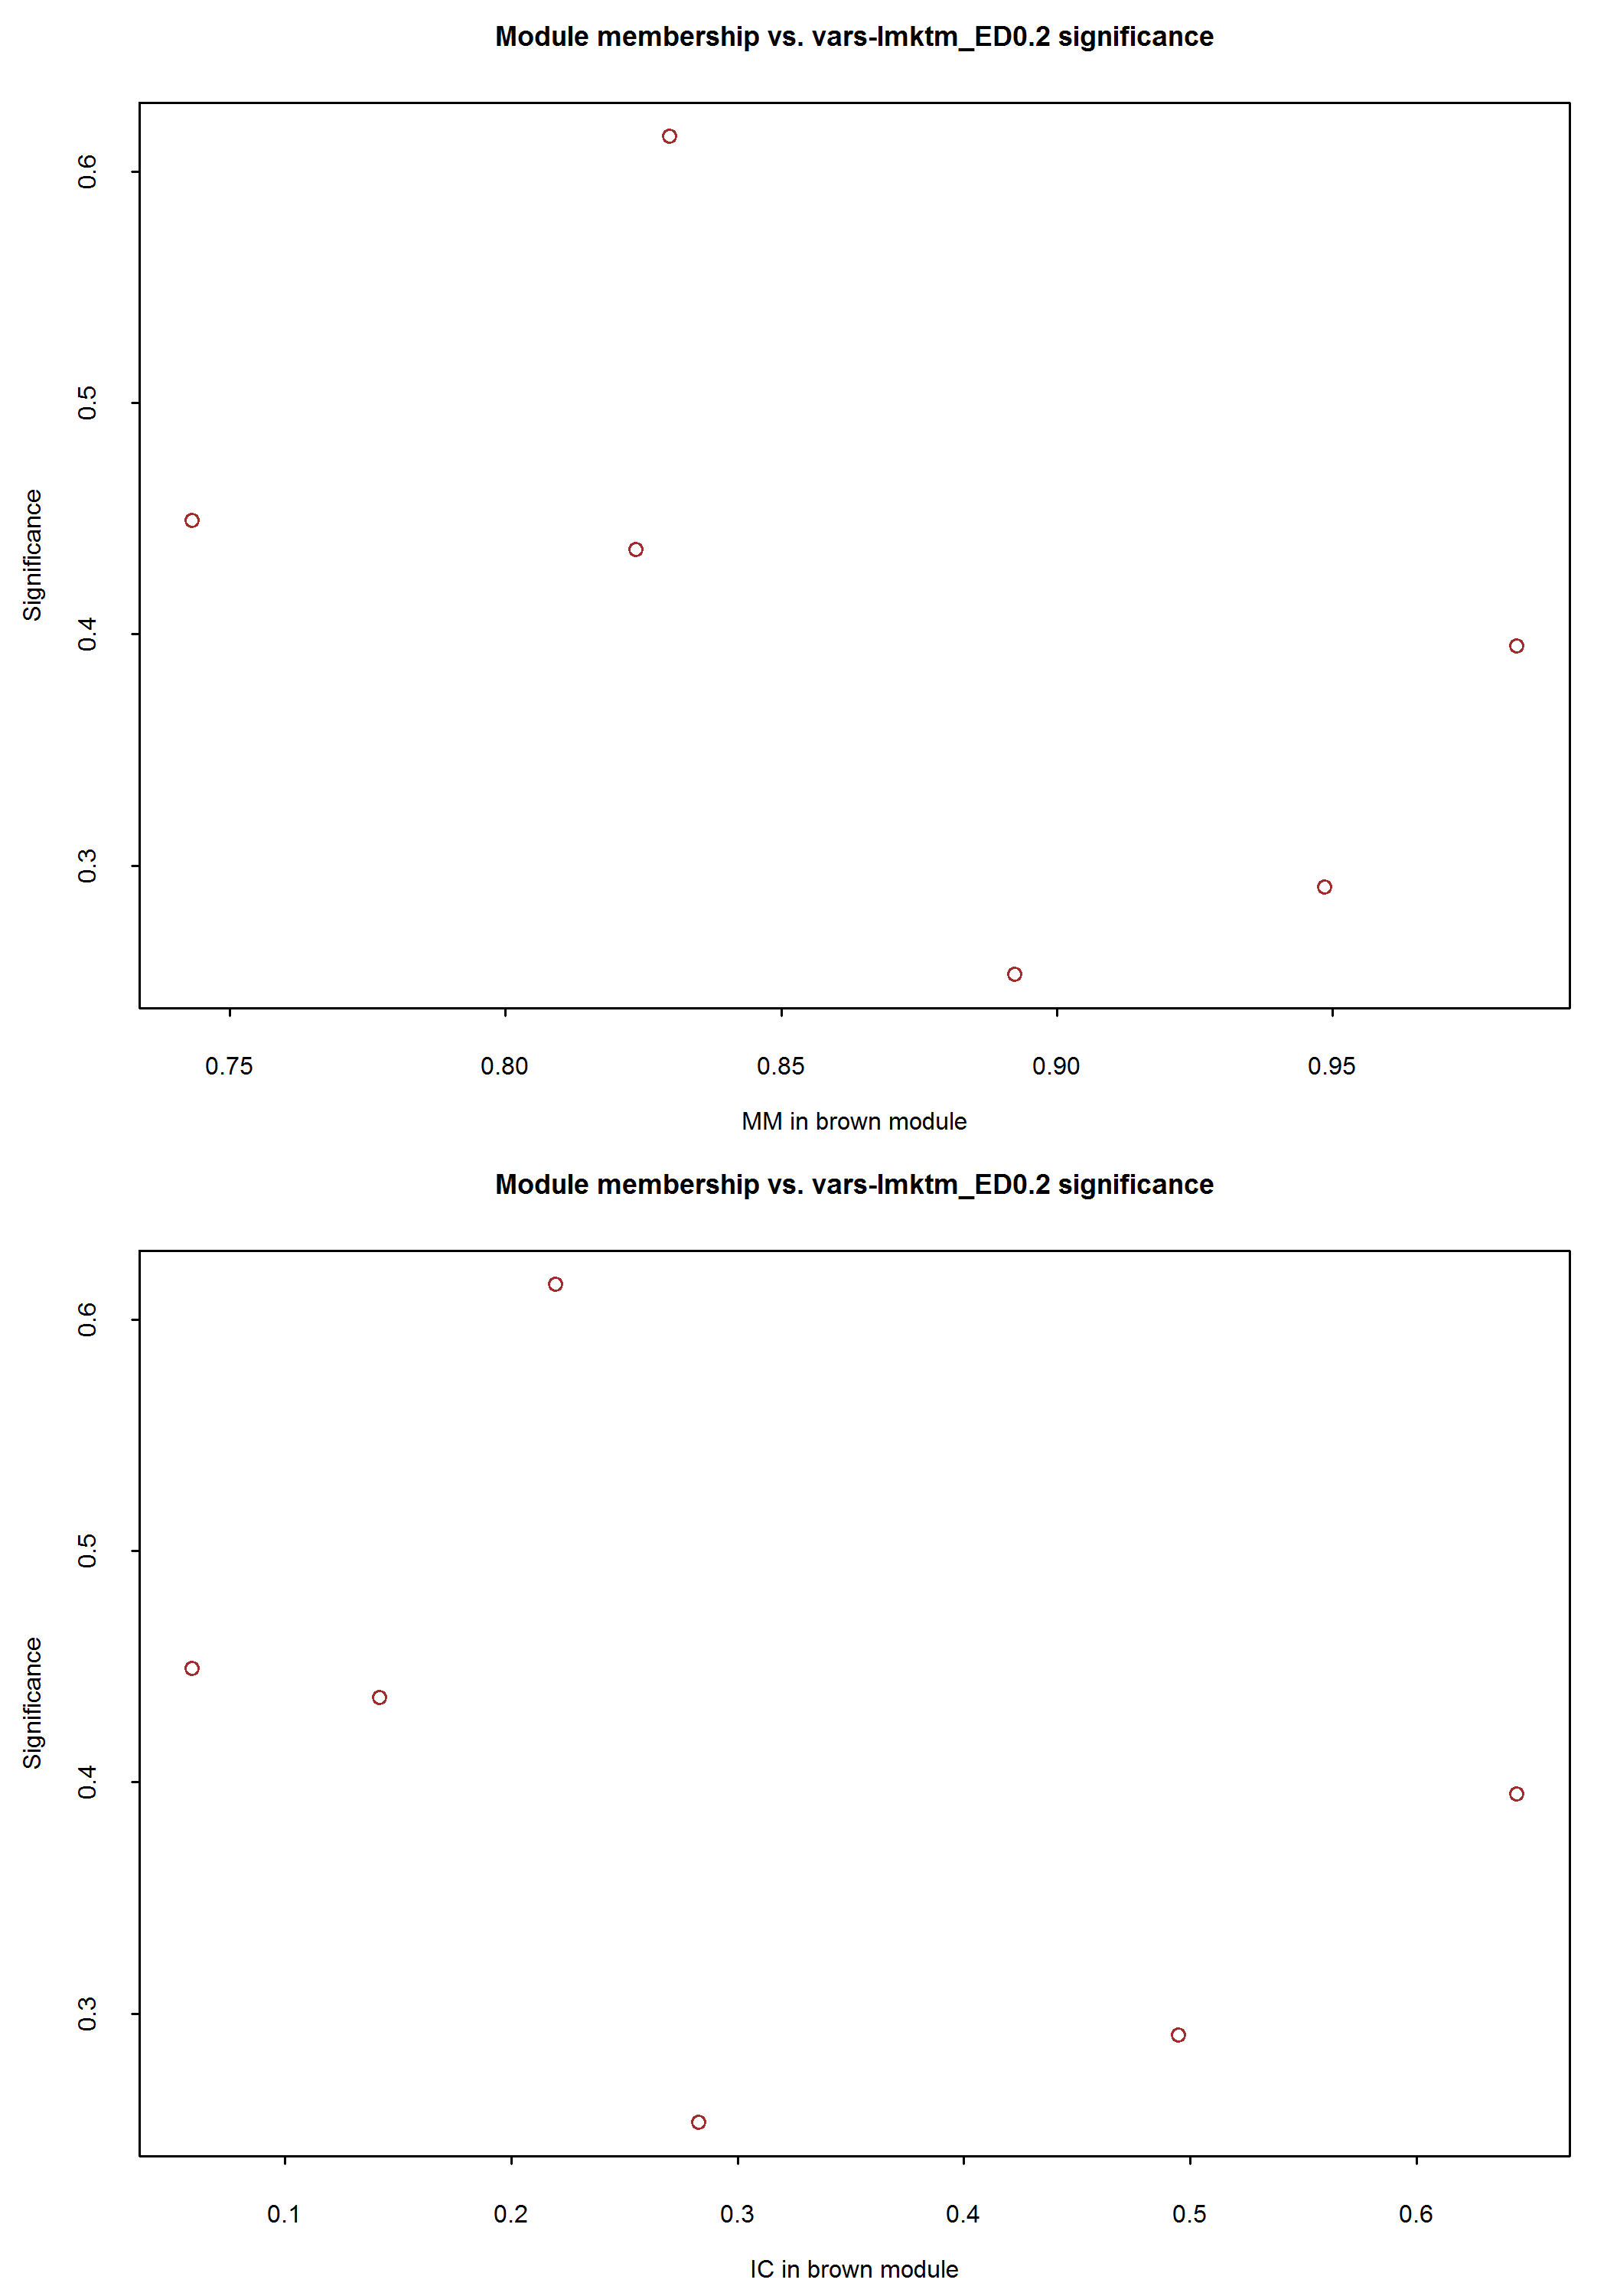 Module membership vs. vars-lmktm_ED0.2 significance
Significance
0.6
0.5
0.4
0.3
0.75 0.80 0.85 0.90 0.95
MM in brown module
Module membership vs. vars-lmktm_ED0.2 significance
Significance
0.6
0.5
0.4
0.3
0.1 0.2 0.3 0.4 0.5 0.6
IC in brown module